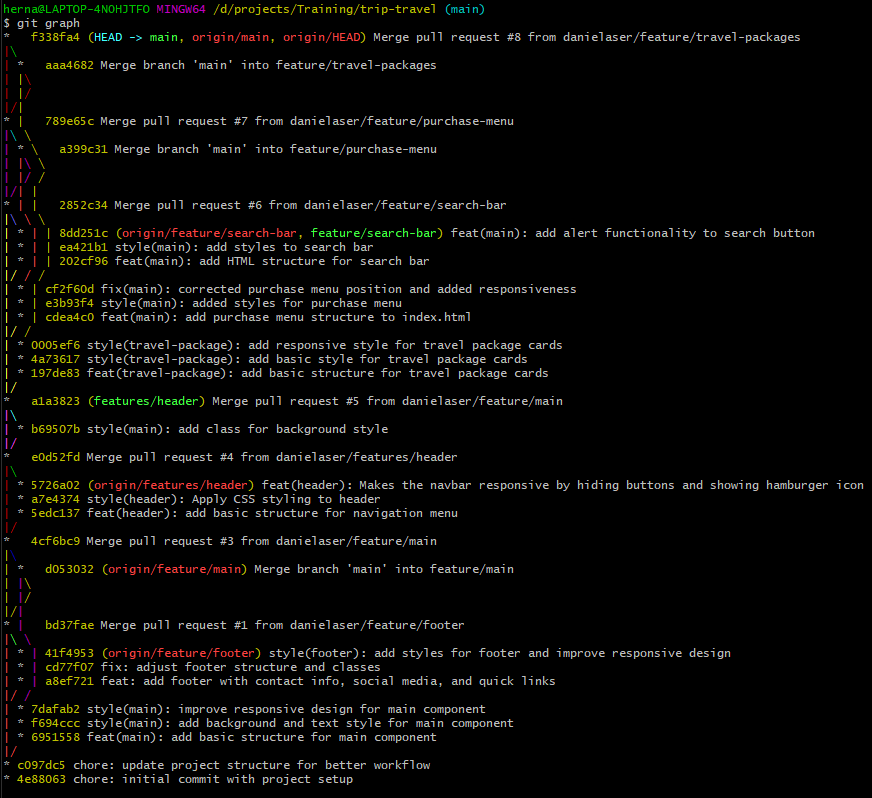 herna@LAPTOP-4NOHJTFO MINGW64 /d/projects/Training/trip-travel (main)
$ git graph
*   f338fa4 (HEAD -> main, origin/main, origin/HEAD) Merge pull request #8 from danielaser/feature/travel-packages
|\
| *   aaa4682 Merge branch 'main' into feature/travel-packages
| |\
| |/
|/|
* |   789e65c Merge pull request #7 from danielaser/feature/purchase-menu
|\ \
| * \   a399c31 Merge branch 'main' into feature/purchase-menu
| |\ \
| |/ /
|/| |
* | |   2852c34 Merge pull request #6 from danielaser/feature/search-bar
|\ \ \
| * | | 8dd251c (origin/feature/search-bar, feature/search-bar) feat(main): add alert functionality to search button
| * | | ea421b1 style(main): add styles to search bar
| * | | 202cf96 feat(main): add HTML structure for search bar
|/ / /
| * | cf2f60d fix(main): corrected purchase menu position and added responsiveness
| * | e3b93f4 style(main): added styles for purchase menu
| * | cdea4c0 feat(main): add purchase menu structure to index.html
|/ /
| * 0005ef6 style(travel-package): add responsive style for travel package cards
| * 4a73617 style(travel-package): add basic style for travel package cards
| * 197de83 feat(travel-package): add basic structure for travel package cards
|/
*   a1a3823 (features/header) Merge pull request #5 from danielaser/feature/main
|\
| * b69507b style(main): add class for background style
|/
*   e0d52fd Merge pull request #4 from danielaser/features/header
|\
| * 5726a02 (origin/features/header) feat(header): Makes the navbar responsive by hiding buttons and showing hamburger icon
| * a7e4374 style(header): Apply CSS styling to header
| * 5edc137 feat(header): add basic structure for navigation menu
|/
*   4cf6bc9 Merge pull request #3 from danielaser/feature/main
|\
| *   d053032 (origin/feature/main) Merge branch 'main' into feature/main
| |\
| |/
|/|
* |   bd37fae Merge pull request #1 from danielaser/feature/footer
|\ \
| * | 41f4953 (origin/feature/footer) style(footer): add styles for footer and improve responsive design
| * | cd77f07 fix: adjust footer structure and classes
| * | a8ef721 feat: add footer with contact info, social media, and quick links
|/ /
| * 7dafab2 style(main): improve responsive design for main component
| * f694ccc style(main): add background and text style for main component
| * 6951558 feat(main): add basic structure for main component
|/
* c097dc5 chore: update project structure for better workflow
* 4e88063 chore: initial commit with project setup